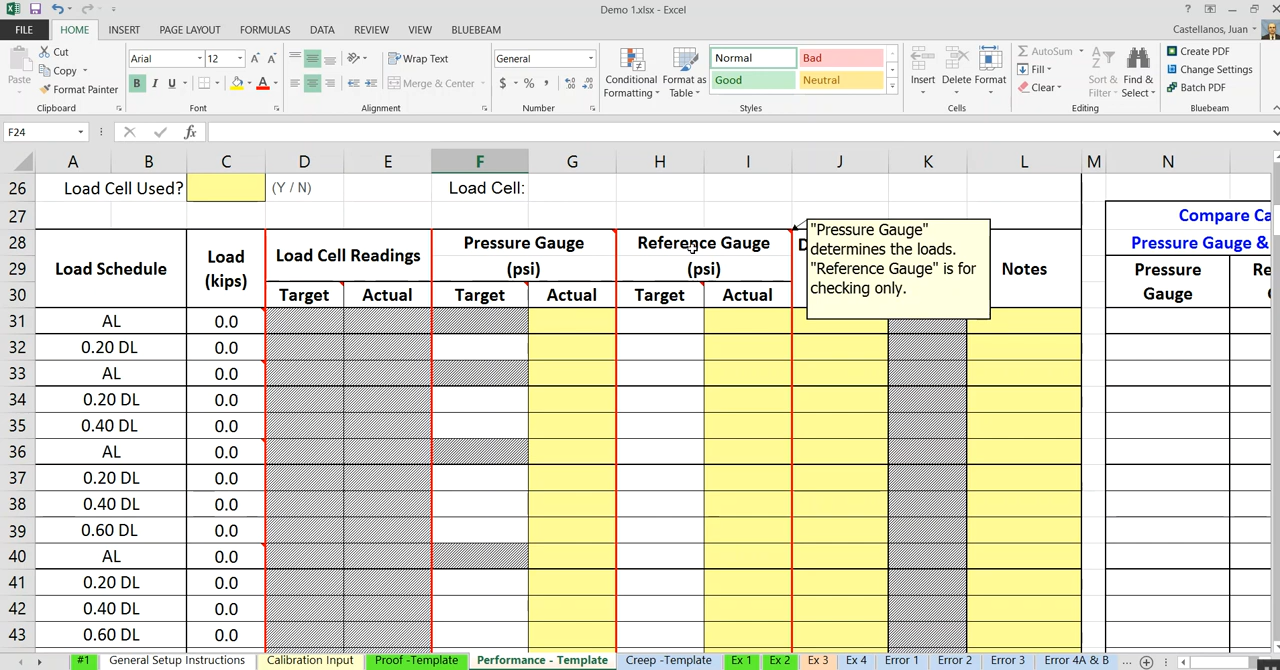 Demo 1.xlsx - Excel
FILE HOME INSERT PAGE LAYOUT FORMULAS DATA REVIEW VIEW BLUEBEAM Castellanos, Juan
Paste Cut Copy Format Painter Clipboard
Arial 12 B I U A Font
Wrap Text Merge & Center Alignment
General $ % , Number
Conditional Formatting Format as Table Normal Bad Good Neutral Styles
Insert Delete Format Cells
AutoSum Fill Clear Sort & Filter Find & Select Editing
Create PDF Change Settings Batch PDF Bluebeam
F24 fx
A B C D E F G H I J K L M N
26 Load Cell Used? (Y / N) Load Cell:
27 Compare Ca
28 Pressure Gauge Reference Gauge D Pressure Gauge &
29 Load Schedule Load (kips) Load Cell Readings (psi) (psi) Notes Pressure Gauge Re
30 Target Actual Target Actual Target Actual
"Pressure Gauge"
determines the loads.
"Reference Gauge" is for
checking only.
31 AL 0.0
32 0.20 DL 0.0
33 AL 0.0
34 0.20 DL 0.0
35 0.40 DL 0.0
36 AL 0.0
37 0.20 DL 0.0
38 0.40 DL 0.0
39 0.60 DL 0.0
40 AL 0.0
41 0.20 DL 0.0
42 0.40 DL 0.0
43 0.60 DL 0.0
#1 General Setup Instructions Calibration Input Proof -Template Performance - Template Creep -Template Ex 1 Ex 2 Ex 3 Ex 4 Error 1 Error 2 Error 3 Error 4A & B ...